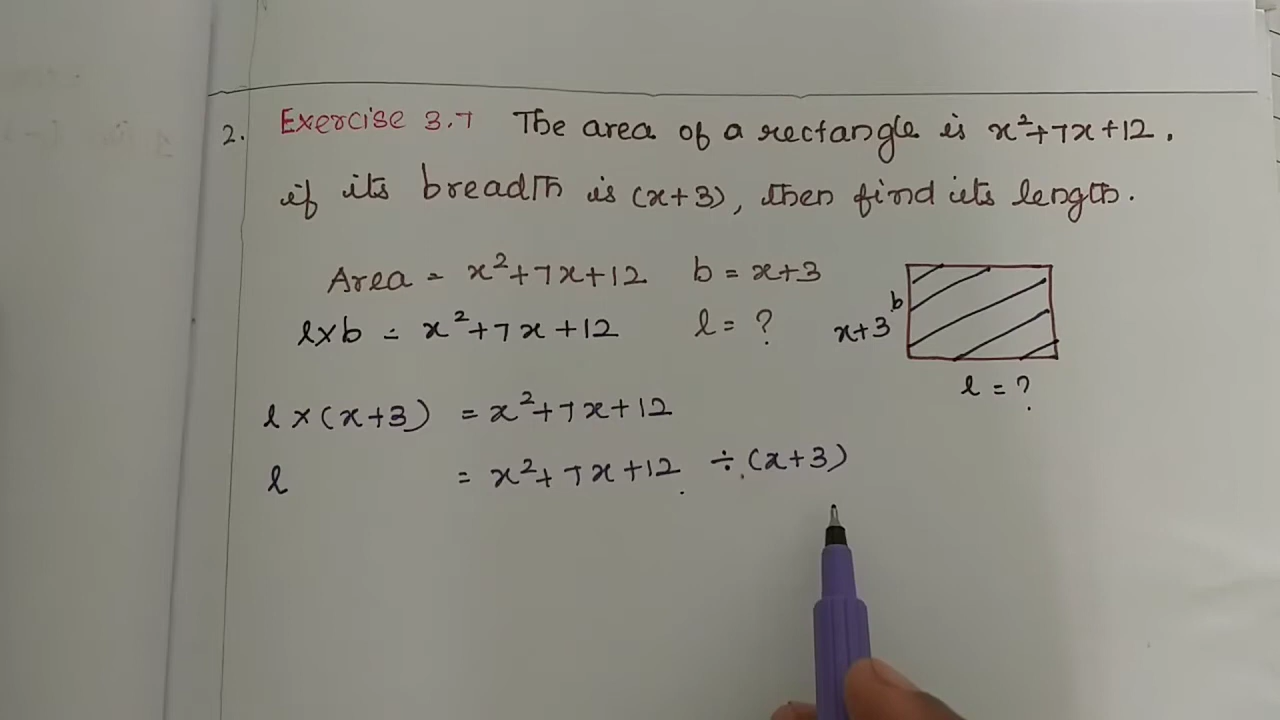 2. Exercise 3.7 The area of a rectangle is x²+7x+12.
if its breadth is (x+3), then find its length.
Area = x²+7x+12 b = x+3
l×b = x²+7x+12 l = ?
b
x+3
l = ?
l×(x+3) = x²+7x+12
l = x²+7x+12 ÷ (x+3)